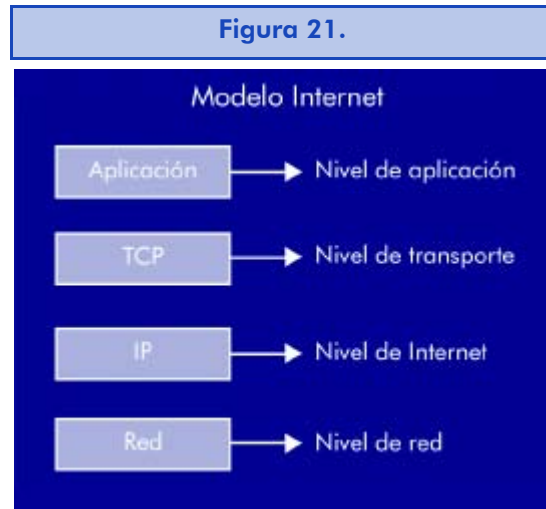 Figura 21.
Modelo Internet
Aplicación Nivel de aplicación
TCP Nivel de transporte
IP Nivel de Internet
Red Nivel de red